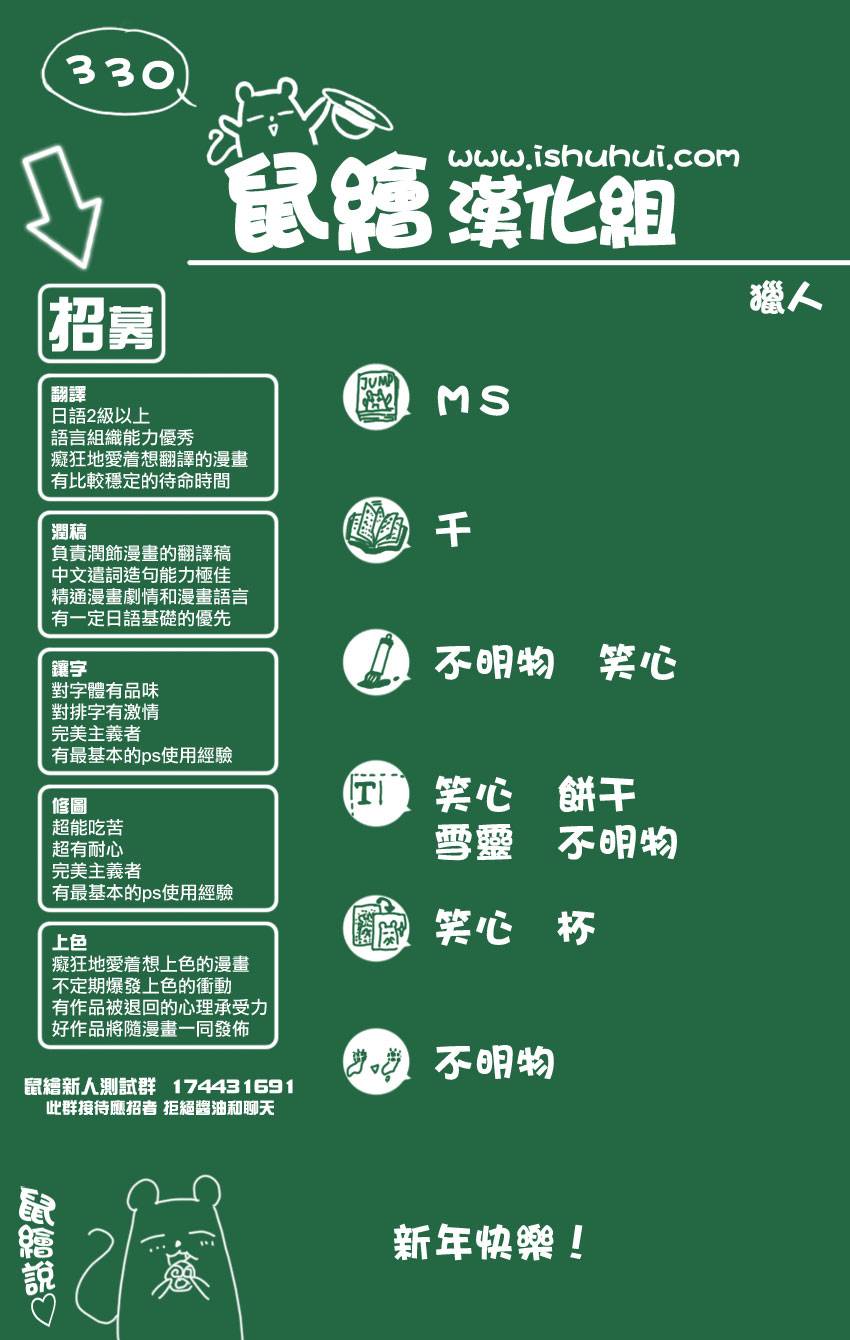 330
www.ishuhui.com
鼠繪漢化組
獵人
招募
翻譯
日語2級以上
語言組織能力優秀
癡狂地愛着想翻譯的漫畫
有比較穩定的待命時間
潤稿
負責潤飾漫畫的翻譯稿
中文遣詞造句能力極佳
精通漫畫劇情和漫畫語言
有一定日語基礎的優先
鑲字
對字體有品味
對排字有激情
完美主義者
有最基本的ps使用經驗
修圖
超能吃苦
超有耐心
完美主義者
有最基本的ps使用經驗
上色
癡狂地愛着想上色的漫畫
不定期爆發上色的衝動
有作品被退回的心理承受力
好作品將隨漫畫一同發佈
鼠繪新人測試群 174431691
此群接待應招者 拒絕醬油和聊天
JUMP
MS
千
不明物 笑心
T
笑心 餅干
雪靈 不明物
笑心 杯
不明物
鼠繪說♡
新年快樂！